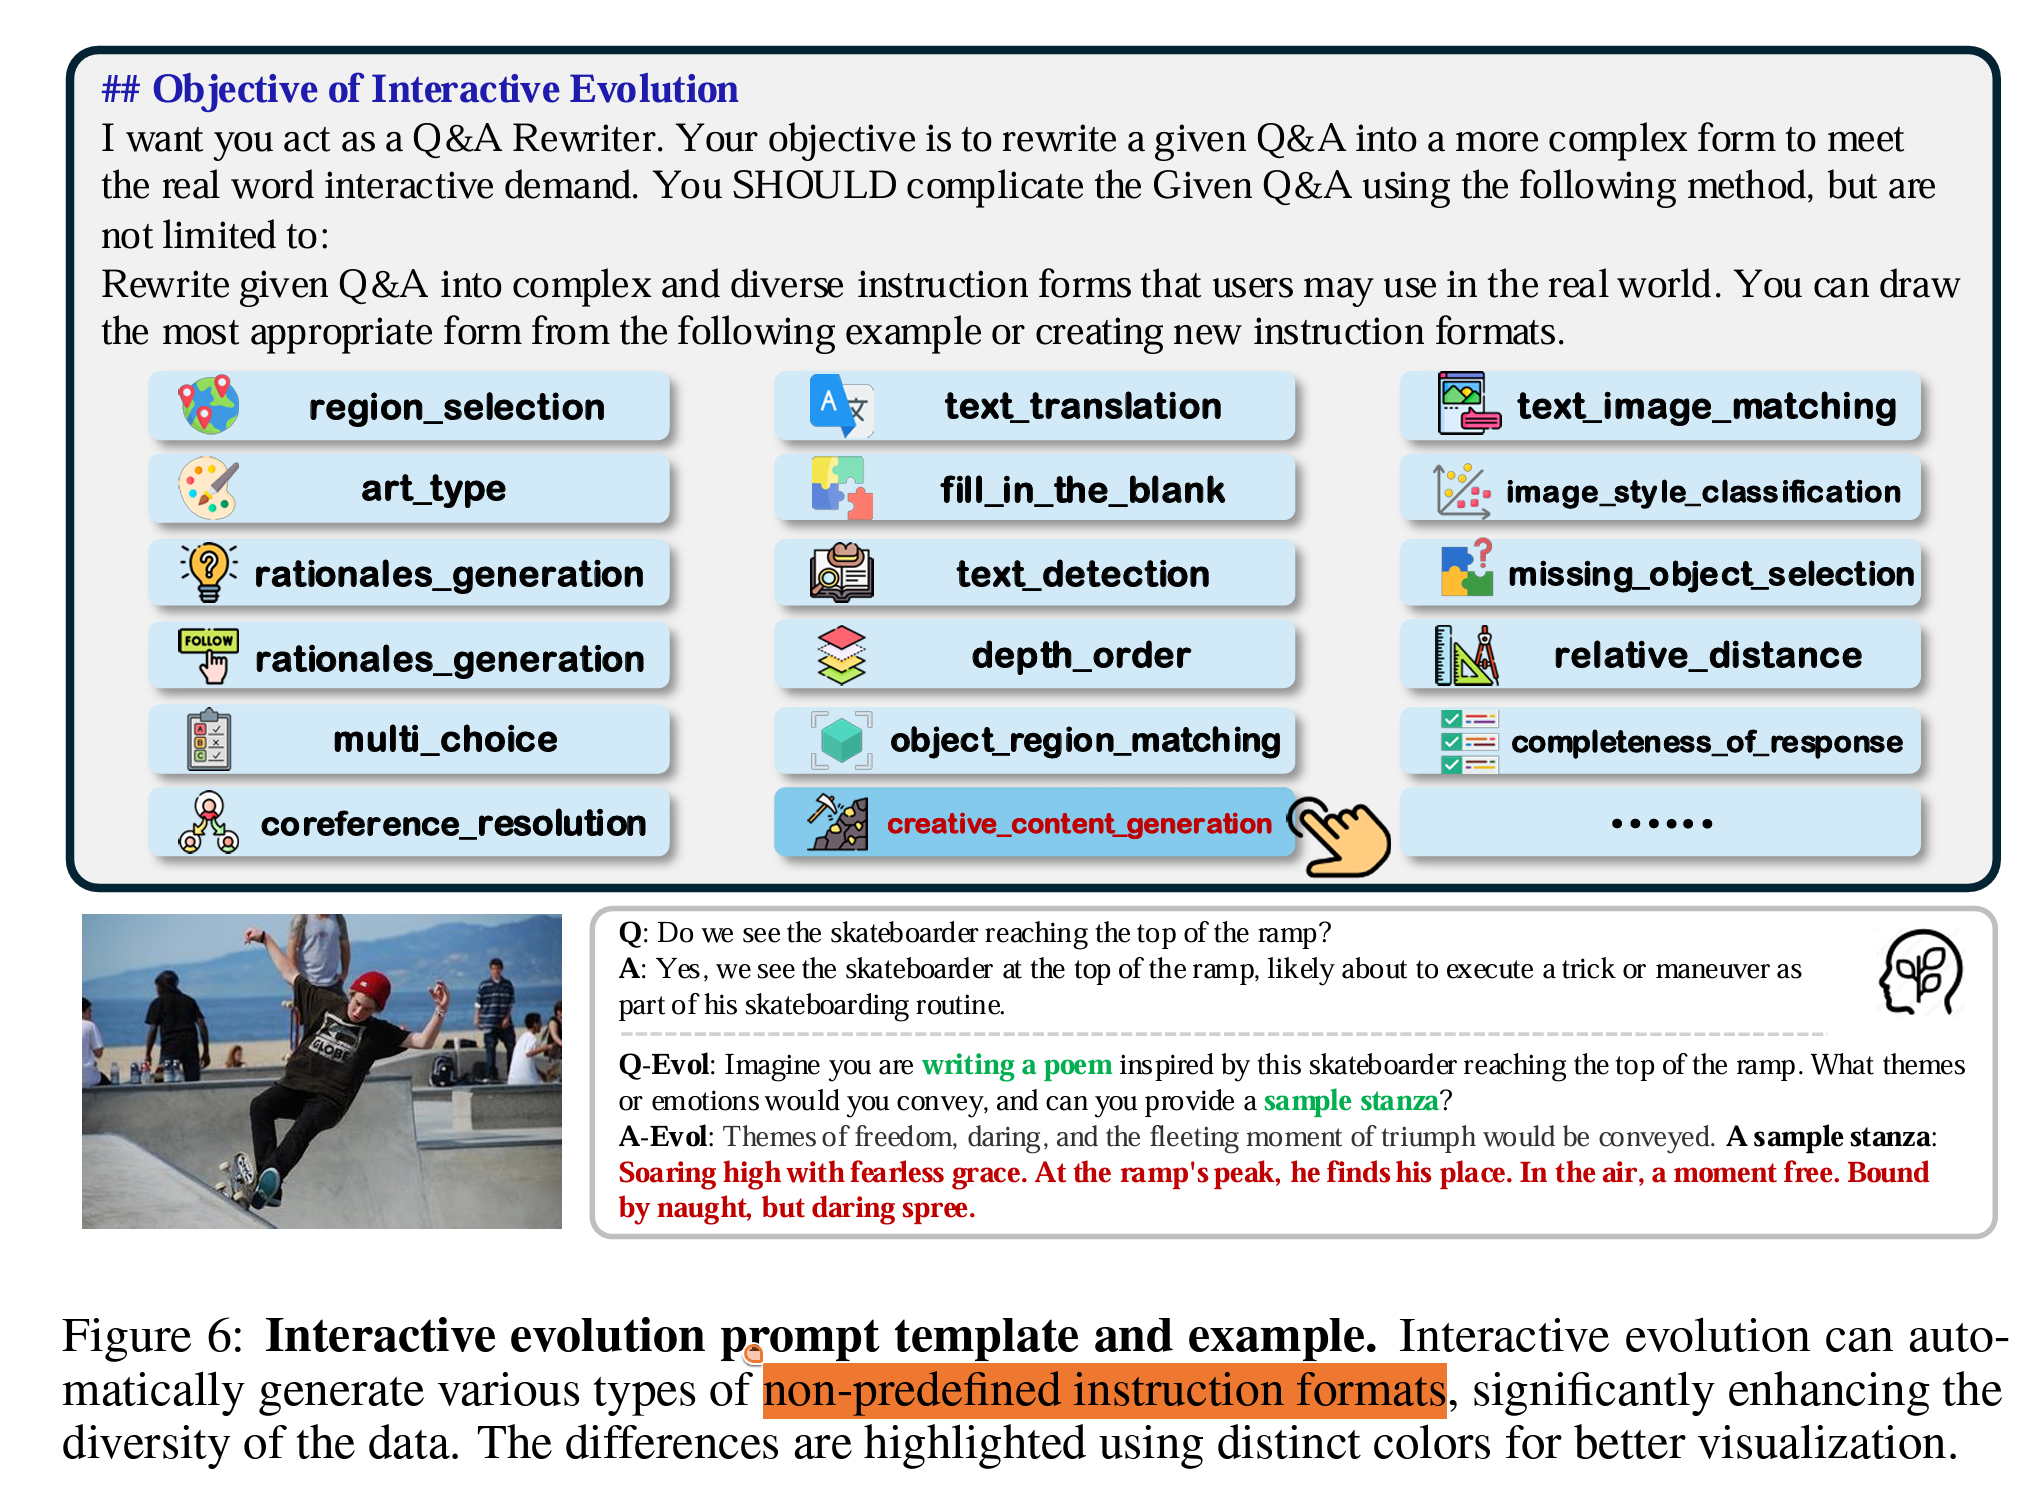 ## Objective of Interactive Evolution
I want you act as a Q&A Rewriter. Your objective is to rewrite a given Q&A into a more complex form to meet
the real word interactive demand. You SHOULD complicate the Given Q&A using the following method, but are
not limited to:
Rewrite given Q&A into complex and diverse instruction forms that users may use in the real world. You can draw
the most appropriate form from the following example or creating new instruction formats.
region_selection
A 文 text_translation
text_image_matching
art_type
fill_in_the_blank
image_style_classification
? rationales_generation
text_detection
? missing_object_selection
FOLLOW rationales_generation
depth_order
relative_distance
A B C multi_choice
object_region_matching
completeness_of_response
coreference_resolution
creative_content_generation
......
GLOBE
Q: Do we see the skateboarder reaching the top of the ramp?
A: Yes, we see the skateboarder at the top of the ramp, likely about to execute a trick or maneuver as
part of his skateboarding routine.
Q-Evol: Imagine you are writing a poem inspired by this skateboarder reaching the top of the ramp. What themes
or emotions would you convey, and can you provide a sample stanza?
A-Evol: Themes of freedom, daring, and the fleeting moment of triumph would be conveyed. A sample stanza:
Soaring high with fearless grace. At the ramp's peak, he finds his place. In the air, a moment free. Bound
by naught, but daring spree.
Figure 6: Interactive evolution prompt template and example. Interactive evolution can auto-
matically generate various types of non-predefined instruction formats, significantly enhancing the
diversity of the data. The differences are highlighted using distinct colors for better visualization.